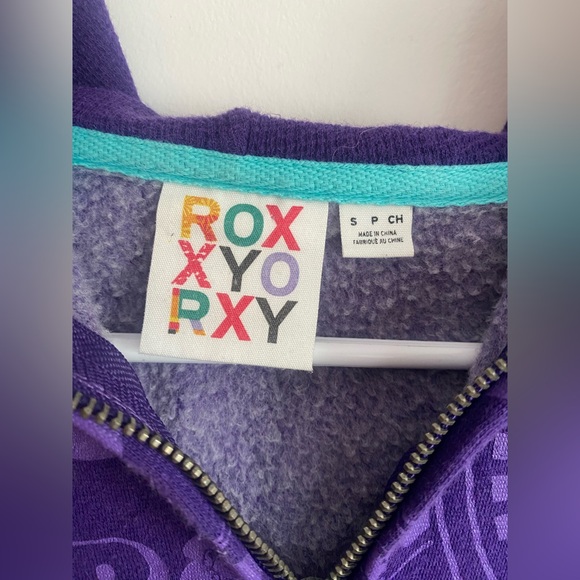 ROX
XYO
RXY
S P CH
MADE IN CHINA
FABRIQUÉ AU CHINE